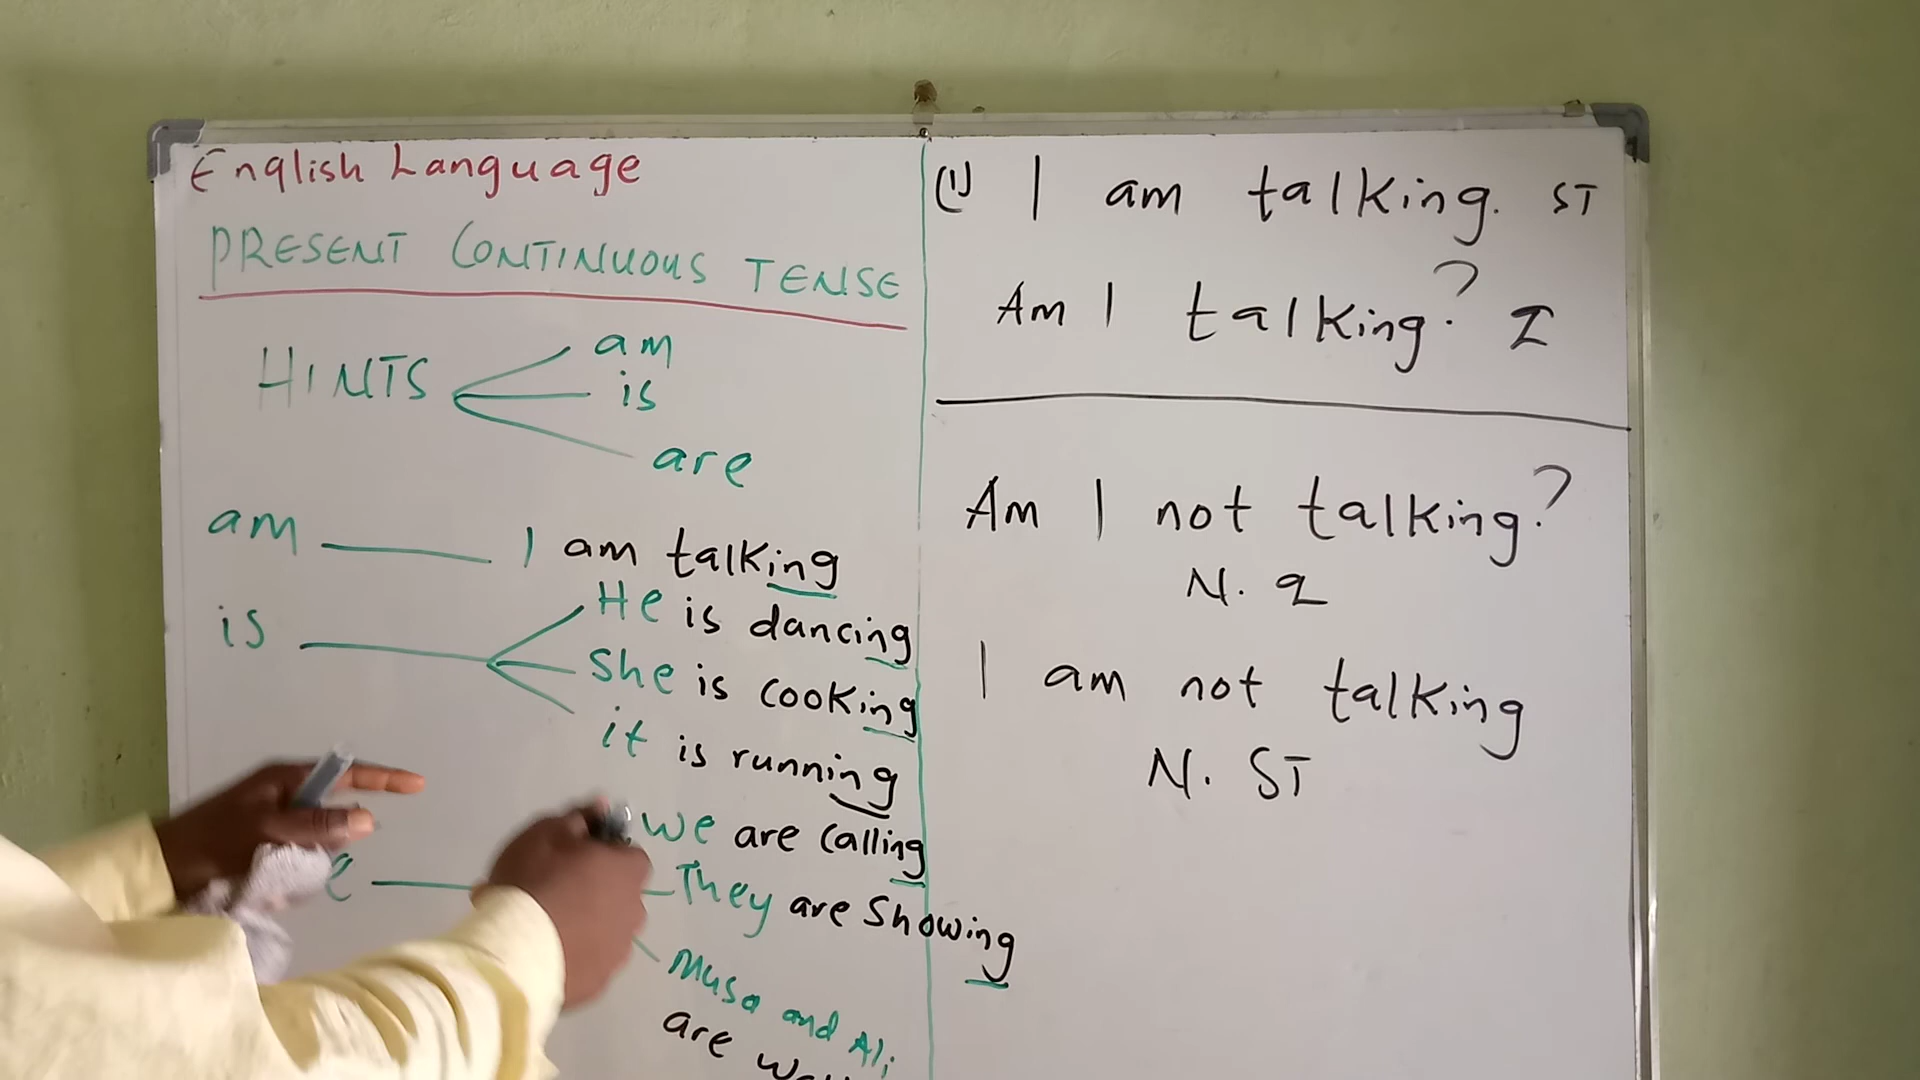 English Language
PRESENT CONTINUOUS TENSE
HINTS
am
is
are
am I am talking
is
He is dancing
She is cooking
it is running
we are calling
They are Showing
Musa and Ali
are
(1) I am talking. ST
Am I talking? I
Am I not talking?
N. q
I am not talking
N. ST